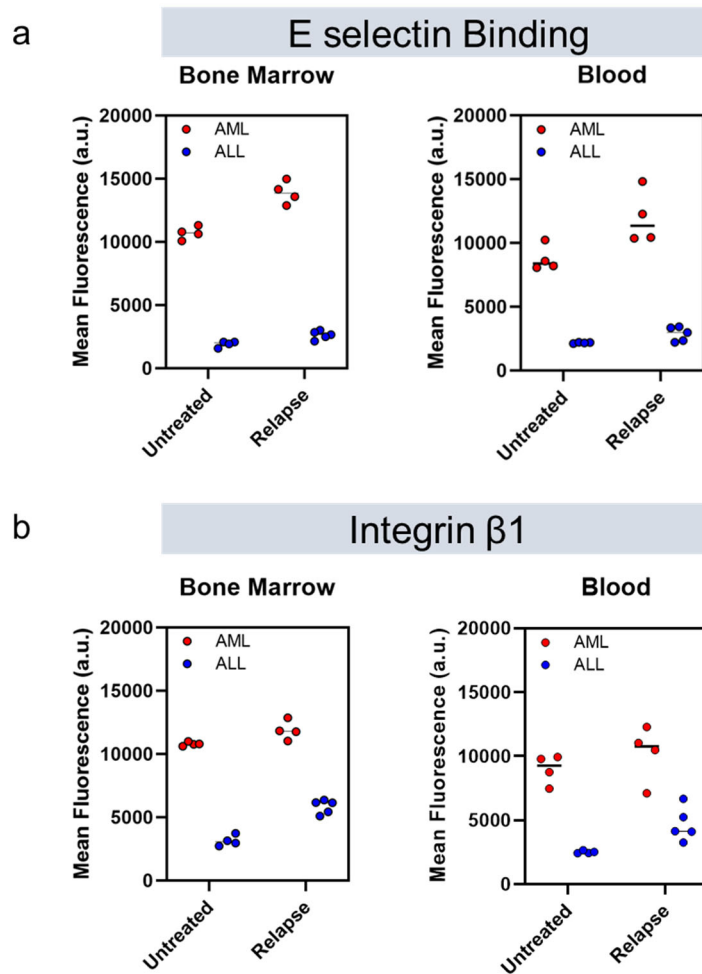 a
E selectin Binding
Bone Marrow
Blood
Mean Fluorescence (a.u.)
20000
15000
10000
5000
0
AML
ALL
Untreated
Relapse
Mean Fluorescence (a.u.)
20000
15000
10000
5000
0
AML
ALL
Untreated
Relapse
b
Integrin β1
Bone Marrow
Blood
Mean Fluorescence (a.u.)
20000
15000
10000
5000
0
AML
ALL
Untreated
Relapse
Mean Fluorescence (a.u.)
20000
15000
10000
5000
0
AML
ALL
Untreated
Relapse